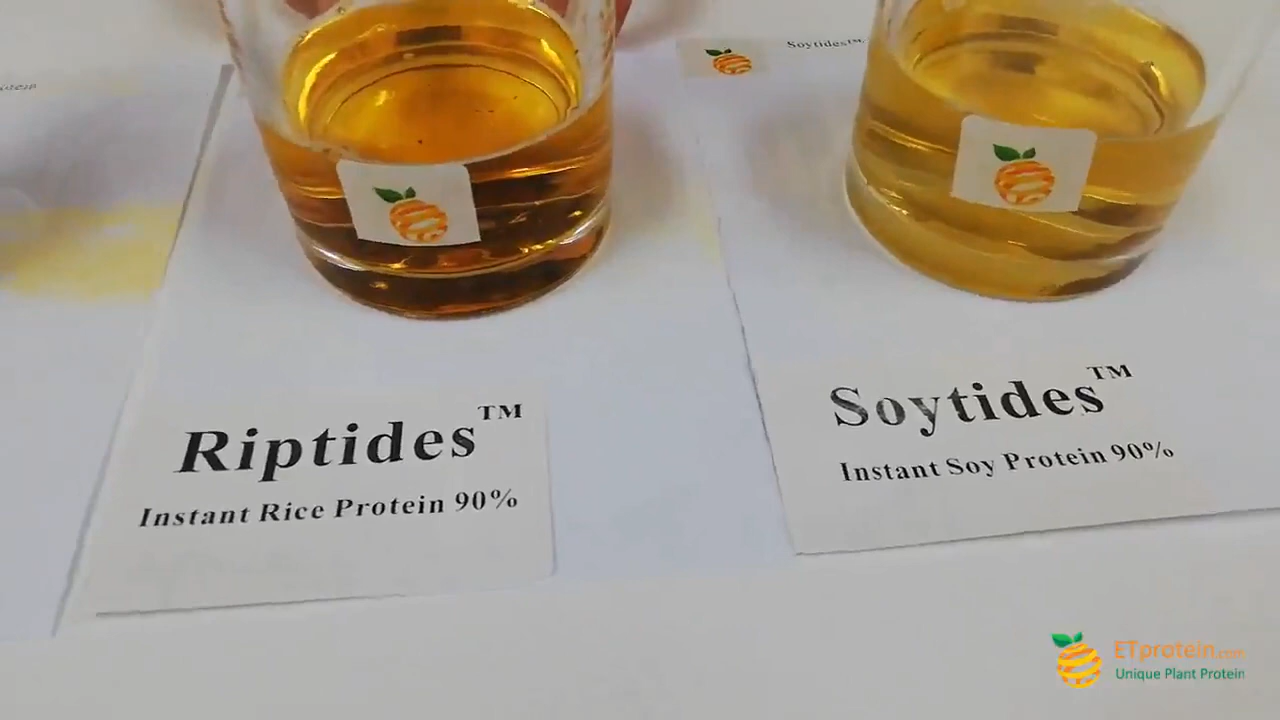 Soytides™
Riptides™
Instant Rice Protein 90%
Soytides™
Instant Soy Protein 90%
ETprotein.com
Unique Plant Protein